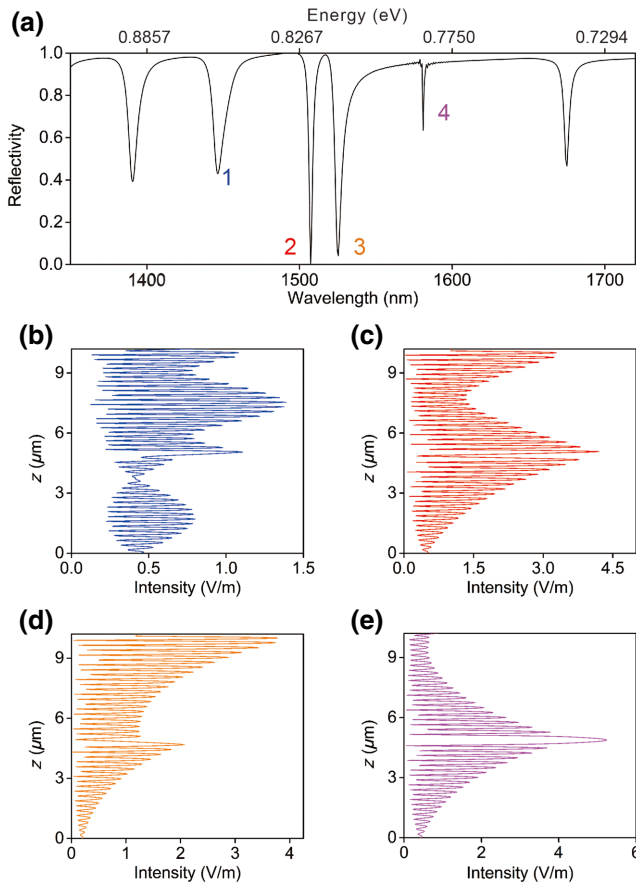 (a)
Energy (eV)
0.8857 0.8267 0.7750 0.7294
1.0
0.8
0.6
0.4
0.2
0.0
Reflectivity
1 2 3 4
1400 1500 1600 1700
Wavelength (nm)
(b)
9
6
3
0
z (μm)
0.0 0.5 1.0 1.5
Intensity (V/m)
(c)
9
6
3
0
z (μm)
0.0 1.5 3.0 4.5
Intensity (V/m)
(d)
9
6
3
0
z (μm)
0 1 2 3 4
Intensity (V/m)
(e)
9
6
3
0
z (μm)
0 2 4 6
Intensity (V/m)